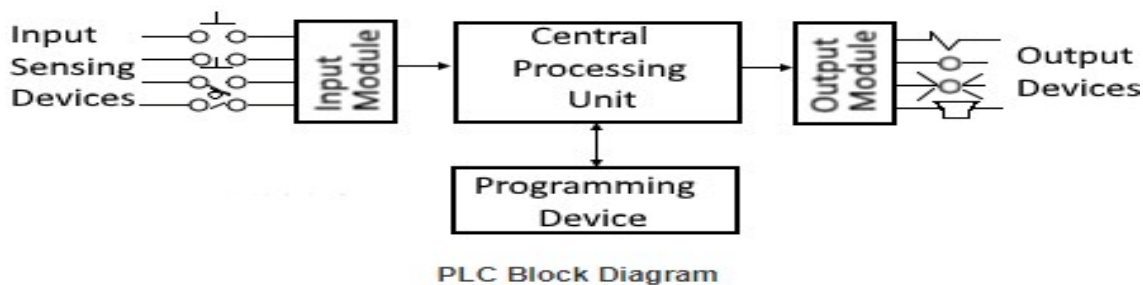 Input
Sensing
Devices
Input
Module
Central
Processing
Unit
Output
Module
Output
Devices
Programming
Device
PLC Block Diagram